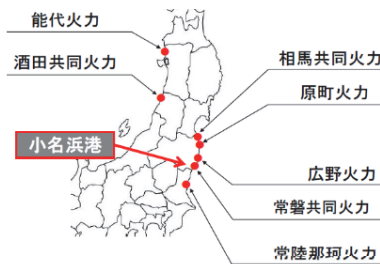 能代火力
酒田共同火力
相馬共同火力
原町火力
小名浜港
広野火力
常磐共同火力
常陸那珂火力